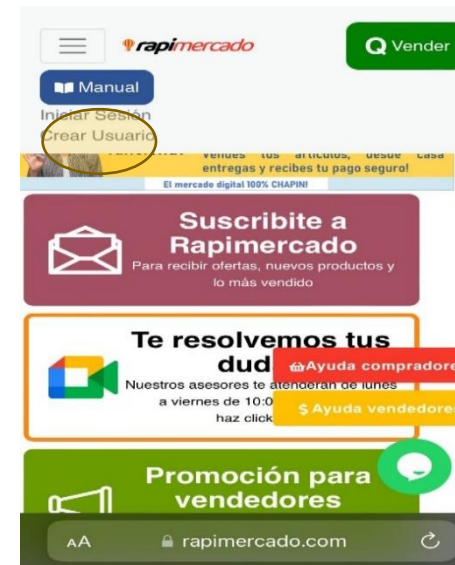 rapimercado
Q Vender
Manual
Iniciar Sesión
Crear Usuario
vendes tus artículos, desde casa
entregas y recibes tu pago seguro!
El mercado digital 100% CHAPIN!
Suscribite a
Rapimercado
Para recibir ofertas, nuevos productos y
lo más vendido
Te resolvemos tus
dud
Ayuda compradore
Nuestros asesores te atenderán de lunes
a viernes de 10:0
$ Ayuda vendedore
haz click
Promoción para
vendedores
AA rapimercado.com